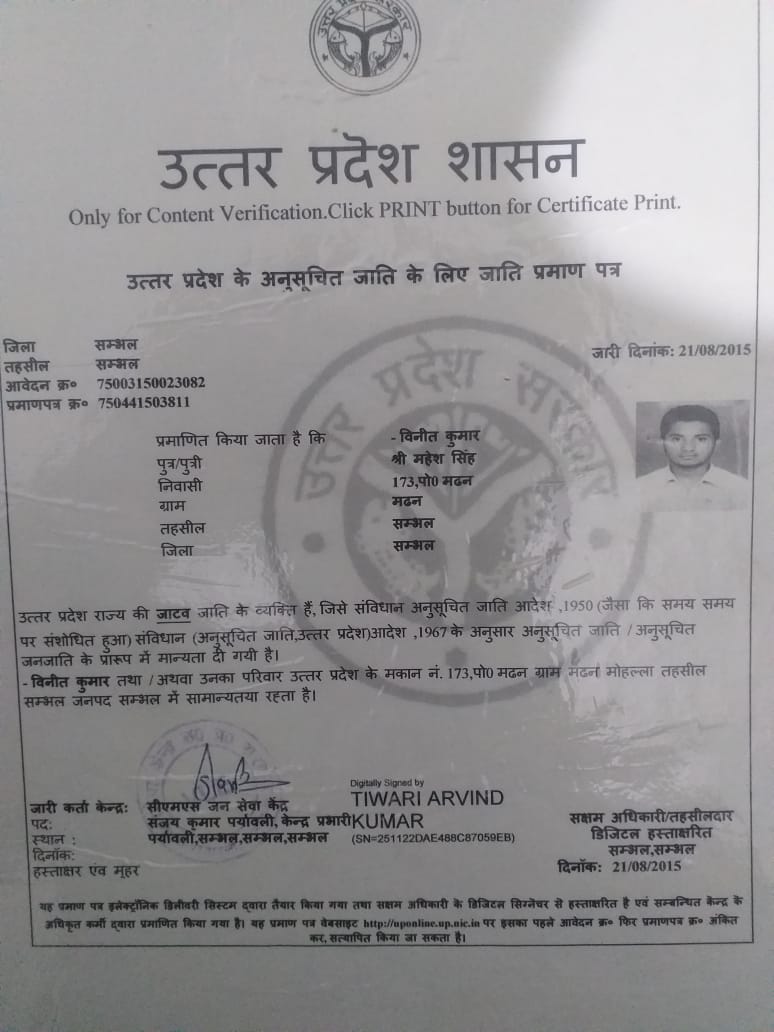 उत्तर प्रदेश शासन
Only for Content Verification.Click PRINT button for Certificate Print.
उत्तर प्रदेश के अनुसूचित जाति के लिए जाति प्रमाण पत्र
जिला सम्भल
तहसील सम्भल
जारी दिनांक: 21/08/2015
आवेदन क्र० 75003150023082
प्रमाणपत्र क्र० 750441503811
प्रमाणित किया जाता है कि - विनीत कुमार
पुत्र/पुत्री श्री महेश सिंह
निवासी 173,पो0 मढन
ग्राम मढन
तहसील सम्भल
जिला सम्भल
उत्तर प्रदेश सरकार
उत्तर प्रदेश राज्य की जाटव जाति के व्यक्ति हैं, जिसे संविधान अनुसूचित जाति आदेश ,1950 (जैसा कि समय समय
पर संशोधित हुआ) संविधान (अनुसूचित जाति,उत्तर प्रदेश)आदेश ,1967 के अनुसार अनुसूचित जाति / अनुसूचित
जनजाति के प्रारूप में मान्यता दी गयी है।
- विनीत कुमार तथा / अथवा उनका परिवार उत्तर प्रदेश के मकान नं. 173,पो0 मढन ग्राम मढन मोहल्ला तहसील
सम्भल जनपद सम्भल में सामान्यतया रहता है।
Digitally Signed by
TIWARI ARVIND
KUMAR
(SN=251122DAE488C87059EB)
जारी कर्ता केन्द्र: सीएमएस जन सेवा केंद्र
पद: संजय कुमार पर्यावली, केन्द्र प्रभारी
स्थान : पर्यावली,सम्भल,सम्भल,सम्भल
दिनाँक:
हस्ताक्षर एंव मूहर
सक्षम अधिकारी/तहसीलदार
डिजिटल हस्ताक्षरित
सम्भल,सम्भल
दिनाँक: 21/08/2015
यह प्रमाण पत्र इलेक्ट्रॉनिक डिलीवरी सिस्टम द्वारा तैयार किया गया तथा सक्षम अधिकारी के डिजिटल सिग्नेचर से हस्ताक्षरित है एवं सम्बन्धित केन्द्र के
अधिकृत कर्मी द्वारा प्रमाणित किया गया है। यह प्रमाण पत्र वेबसाइट http://uponline.up.nic.in पर इसका पहले आवेदन क्र० फिर प्रमाणपत्र क्र० अंकित
कर, सत्यापित किया जा सकता है।